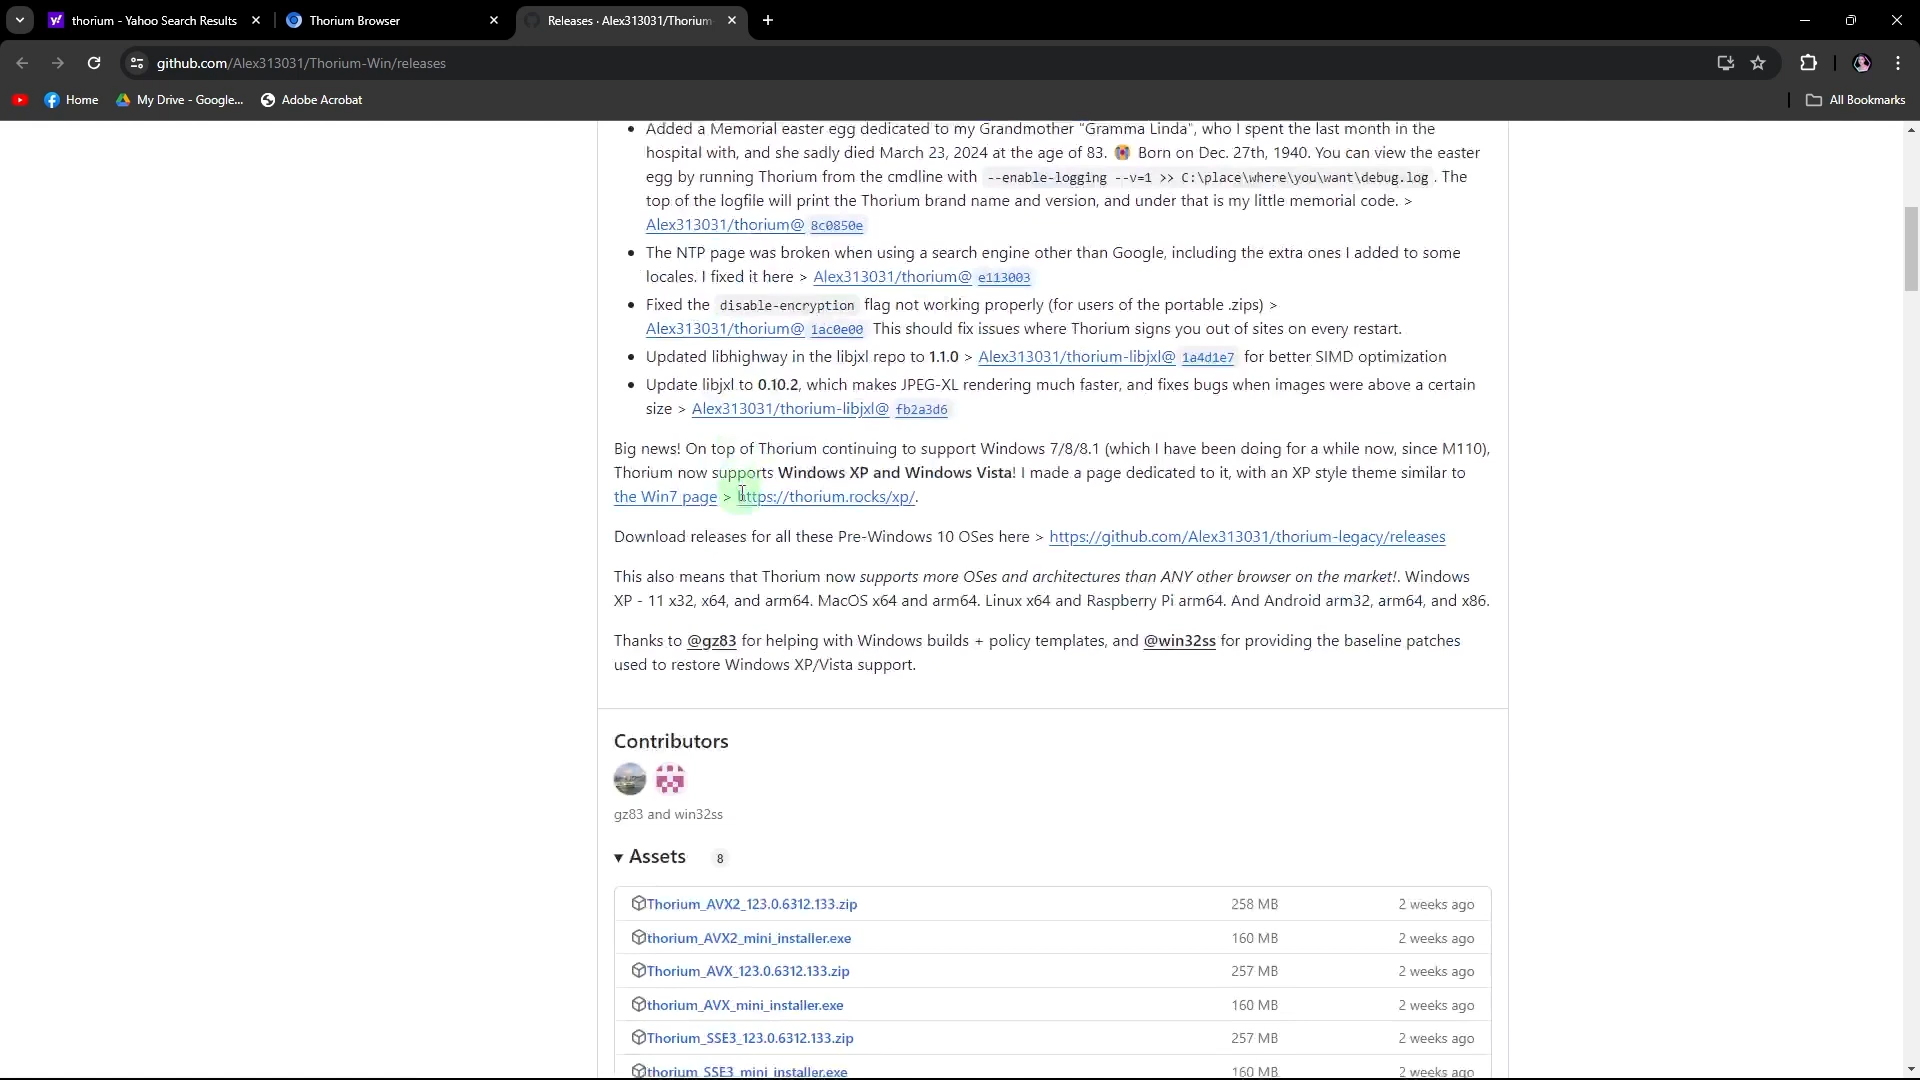 thorium - Yahoo Search Results
Thorium Browser
Releases · Alex313031/Thorium-
github.com/Alex313031/Thorium-Win/releases
Home
My Drive - Google...
Adobe Acrobat
All Bookmarks
Added a Memorial easter egg dedicated to my Grandmother "Gramma Linda", who I spent the last month in the
hospital with, and she sadly died March 23, 2024 at the age of 83. Born on Dec. 27th, 1940. You can view the easter
egg by running Thorium from the cmdline with --enable-logging --v=1 >> C:\place\where\you\want\debug.log . The
top of the logfile will print the Thorium brand name and version, and under that is my little memorial code. >
Alex313031/thorium@ 8c0850e
The NTP page was broken when using a search engine other than Google, including the extra ones I added to some
locales. I fixed it here > Alex313031/thorium@ e113003
Fixed the disable-encryption flag not working properly (for users of the portable .zips) >
Alex313031/thorium@ 1ac0e00 This should fix issues where Thorium signs you out of sites on every restart.
Updated libhighway in the libjxl repo to 1.1.0 > Alex313031/thorium-libjxl@ 1a4d1e7 for better SIMD optimization
Update libjxl to 0.10.2, which makes JPEG-XL rendering much faster, and fixes bugs when images were above a certain
size > Alex313031/thorium-libjxl@ fb2a3d6
Big news! On top of Thorium continuing to support Windows 7/8/8.1 (which I have been doing for a while now, since M110),
Thorium now supports Windows XP and Windows Vista! I made a page dedicated to it, with an XP style theme similar to
the Win7 page > https://thorium.rocks/xp/.
Download releases for all these Pre-Windows 10 OSes here > https://github.com/Alex313031/thorium-legacy/releases
This also means that Thorium now supports more OSes and architectures than ANY other browser on the market!. Windows
XP - 11 x32, x64, and arm64. MacOS x64 and arm64. Linux x64 and Raspberry Pi arm64. And Android arm32, arm64, and x86.
Thanks to @gz83 for helping with Windows builds + policy templates, and @win32ss for providing the baseline patches
used to restore Windows XP/Vista support.
Contributors
gz83 and win32ss
Assets 8
Thorium_AVX2_123.0.6312.133.zip 258 MB 2 weeks ago
thorium_AVX2_mini_installer.exe 160 MB 2 weeks ago
Thorium_AVX_123.0.6312.133.zip 257 MB 2 weeks ago
thorium_AVX_mini_installer.exe 160 MB 2 weeks ago
Thorium_SSE3_123.0.6312.133.zip 257 MB 2 weeks ago
thorium_SSE3_mini_installer.exe 160 MB 2 weeks ago